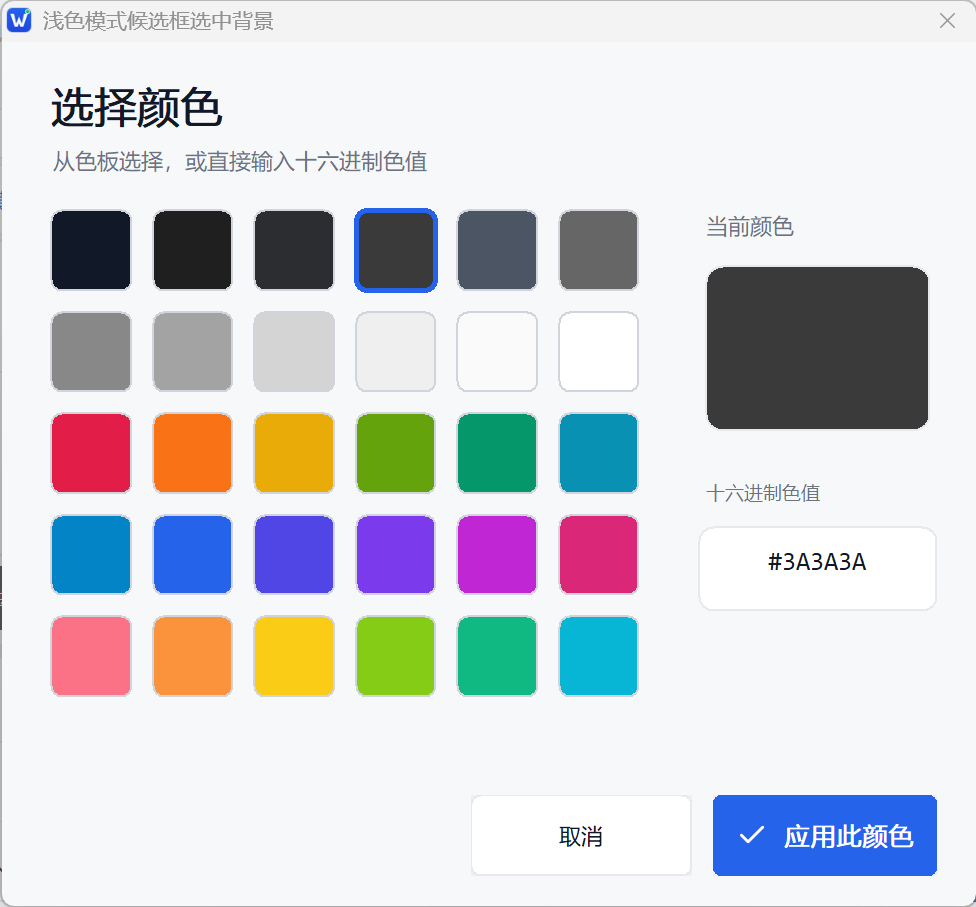 W 浅色模式候选框选中背景
选择颜色
从色板选择，或直接输入十六进制色值
当前颜色
十六进制色值
#3A3A3A
取消
应用此颜色